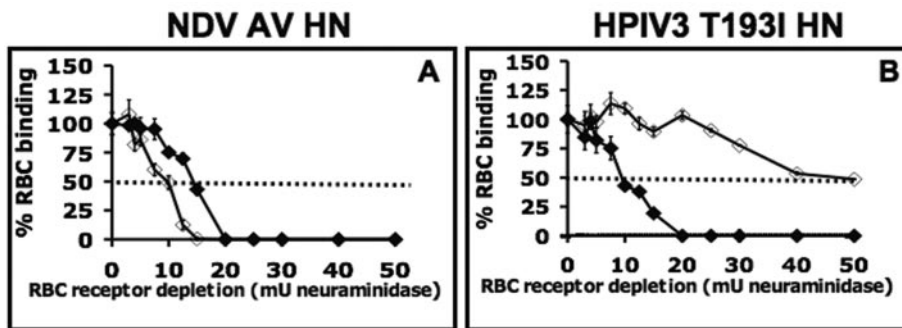 NDV AV HN
HPIV3 T193I HN
A
% RBC binding
150
125
100
75
50
25
0
0 10 20 30 40 50
RBC receptor depletion (mU neuraminidase)
B
% RBC binding
150
125
100
75
50
25
0
0 10 20 30 40 50
RBC receptor depletion (mU neuraminidase)